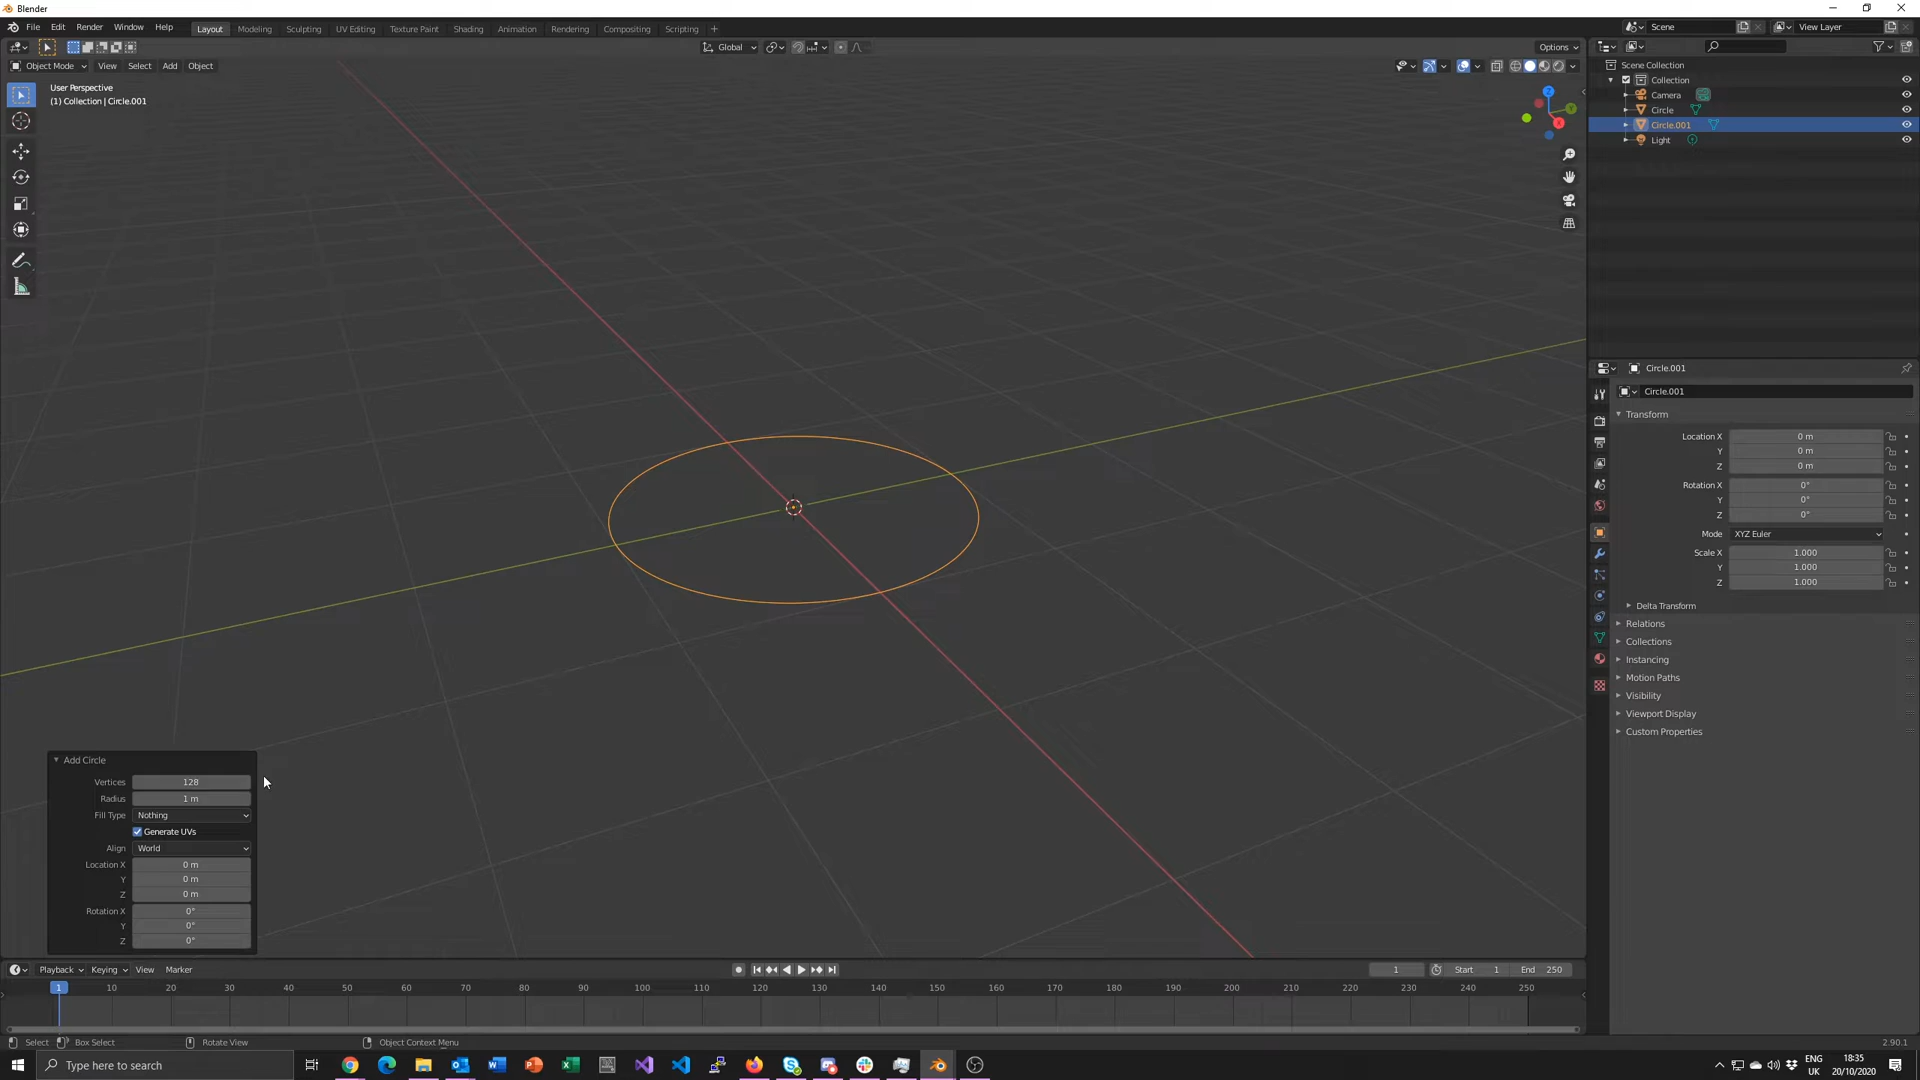 Blender
File Edit Render Window Help
Layout Modeling Sculpting UV Editing Texture Paint Shading Animation Rendering Compositing Scripting +
Scene
View Layer
Global
Options
Object Mode View Select Add Object
User Perspective
(1) Collection | Circle.001
Z
Y
X
Scene Collection
Collection
Camera
Circle
Circle.001
Light
Circle.001
Circle.001
Transform
Location X 0 m
Y 0 m
Z 0 m
Rotation X 0°
Y 0°
Z 0°
Mode XYZ Euler
Scale X 1.000
Y 1.000
Z 1.000
Delta Transform
Relations
Collections
Instancing
Motion Paths
Visibility
Viewport Display
Custom Properties
Add Circle
Vertices 128
Radius 1 m
Fill Type Nothing
Generate UVs
Align World
Location X 0 m
Y 0 m
Z 0 m
Rotation X 0°
Y 0°
Z 0°
Playback Keying View Marker
1 Start 1 End 250
1 10 20 30 40 50 60 70 80 90 100 110 120 130 140 150 160 170 180 190 200 210 220 230 240 250
Select Box Select Rotate View Object Context Menu
2.90.1
Type here to search
ENG
UK
18:35
20/10/2020